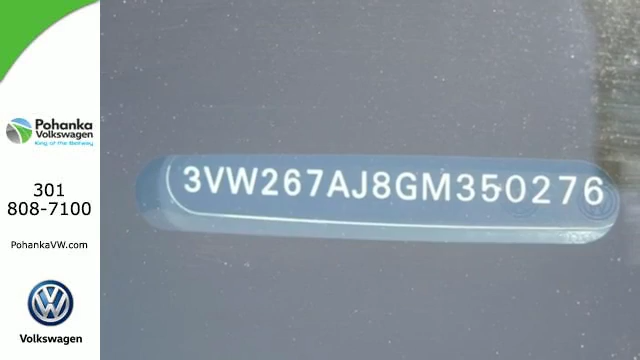 Pohanka
Volkswagen
King of the Beltway
301
808-7100
PohankaVW.com
Volkswagen
3VW267AJ8GM350276